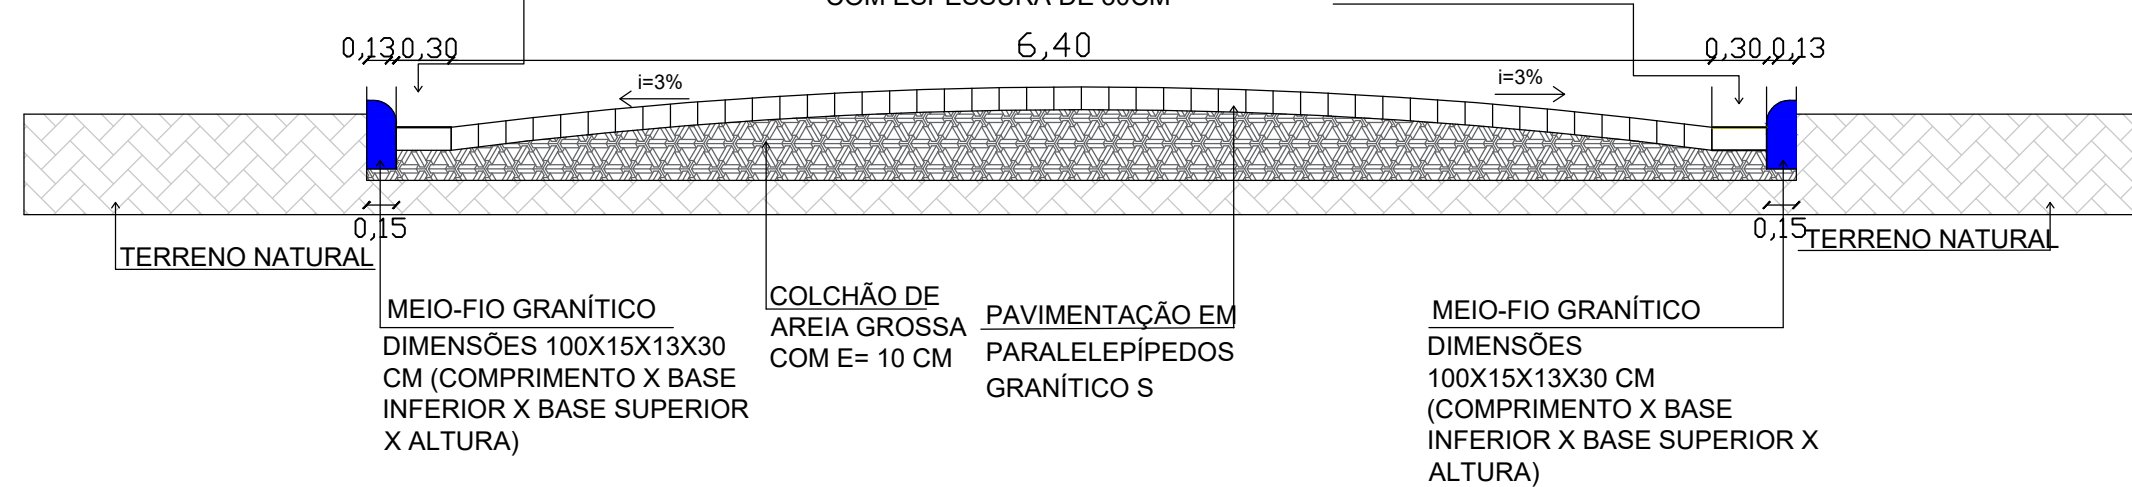 0,13 0,30 6,40 0,30 0,13
i=3% i=3%
0,15 0,15
TERRENO NATURAL
TERRENO NATURAL
MEIO-FIO GRANÍTICO
DIMENSÕES 100X15X13X30
CM (COMPRIMENTO X BASE
INFERIOR X BASE SUPERIOR
X ALTURA)
COLCHÃO DE
AREIA GROSSA
COM E= 10 CM
PAVIMENTAÇÃO EM
PARALELEPÍPEDOS
GRANÍTICO S
MEIO-FIO GRANÍTICO
DIMENSÕES
100X15X13X30 CM
(COMPRIMENTO X BASE
INFERIOR X BASE SUPERIOR X
ALTURA)